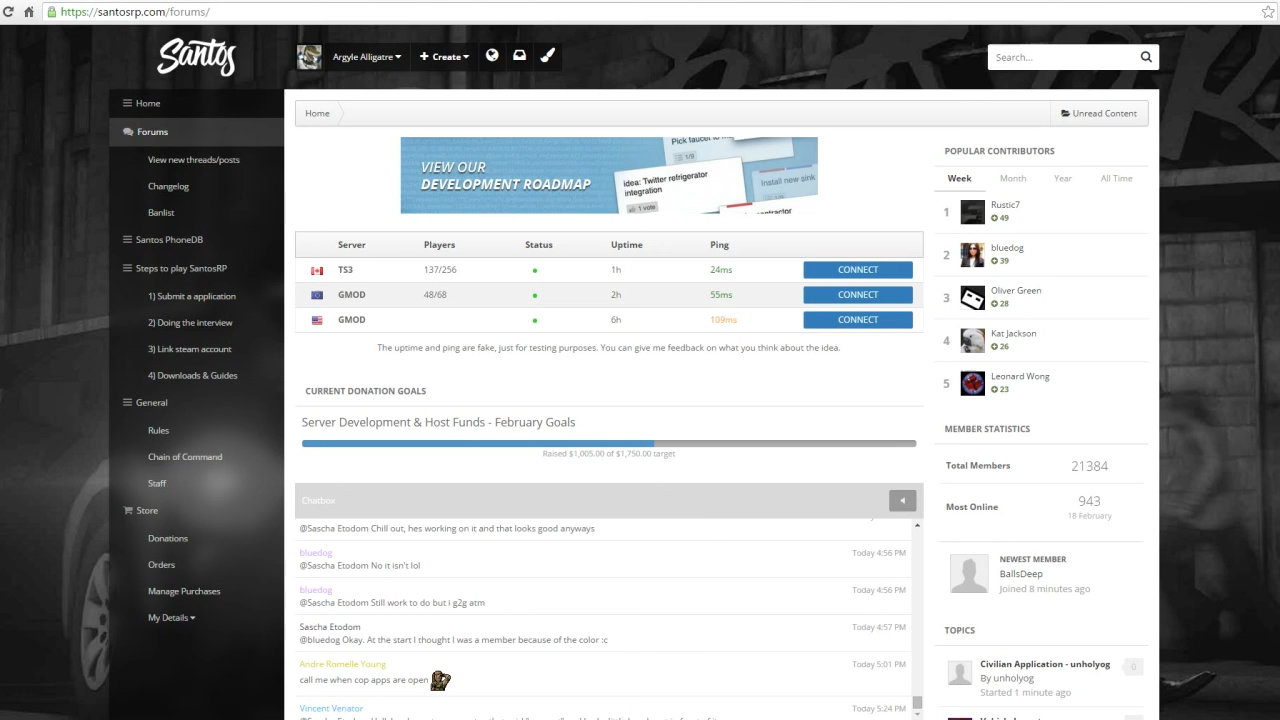 https://santosrp.com/forums/
Santos
Argyle Alligatre
Create
Search...
Home
Forums
View new threads/posts
Changelog
Banlist
Santos PhoneDB
Steps to play SantosRP
1) Submit a application
2) Doing the interview
3) Link steam account
4) Downloads & Guides
General
Rules
Chain of Command
Staff
Store
Donations
Orders
Manage Purchases
My Details
Home
Unread Content
VIEW OUR
DEVELOPMENT ROADMAP
Pick faucet to
1/9
idea: Twitter refrigerator
integration
1 vote
Install new sink
Server Players Status Uptime Ping
TS3 137/256 1h 24ms CONNECT
GMOD 48/68 2h 55ms CONNECT
GMOD 6h 109ms CONNECT
The uptime and ping are fake, just for testing purposes. You can give me feedback on what you think about the idea.
CURRENT DONATION GOALS
Server Development & Host Funds - February Goals
Raised $1,005.00 of $1,750.00 target
Chatbox
@Sascha Etodom Chill out, hes working on it and that looks good anyways
bluedog Today 4:56 PM
@Sascha Etodom No it isn't lol
bluedog Today 4:56 PM
@Sascha Etodom Still work to do but i g2g atm
Sascha Etodom Today 4:57 PM
@bluedog Okay. At the start I thought I was a member because of the color :c
Andre Romelle Young Today 5:01 PM
call me when cop apps are open
Vincent Venator Today 5:24 PM
POPULAR CONTRIBUTORS
Week Month Year All Time
1 Rustic7
49
2 bluedog
39
3 Oliver Green
28
4 Kat Jackson
26
5 Leonard Wong
23
MEMBER STATISTICS
Total Members 21384
Most Online 943
18 February
NEWEST MEMBER
BallsDeep
Joined 8 minutes ago
TOPICS
Civilian Application - unholyog 0
By unholyog
Started 1 minute ago